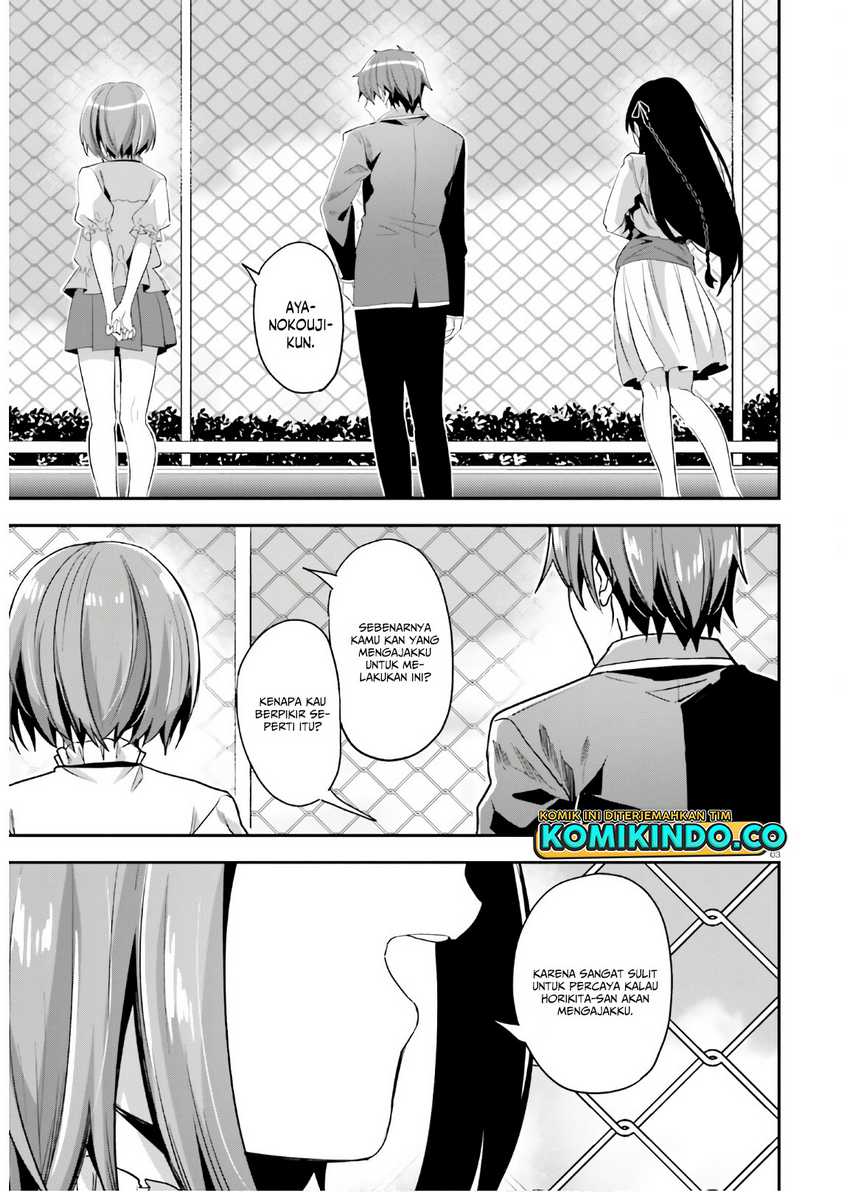 AYA-
NOKOUJI-
KUN.
SEBENARNYA
KAMU KAN YANG
MENGAJAKKU
UNTUK ME-
LAKUKAN INI?
KENAPA KAU
BERPIKIR SE-
PERTI ITU?
KOMIK INI DITERJEMAHKAN TIM
KOMIKINDO.CO
03
KARENA SANGAT SULIT
UNTUK PERCAYA KALAU
HORIKITA-SAN AKAN
MENGAJAKKU.